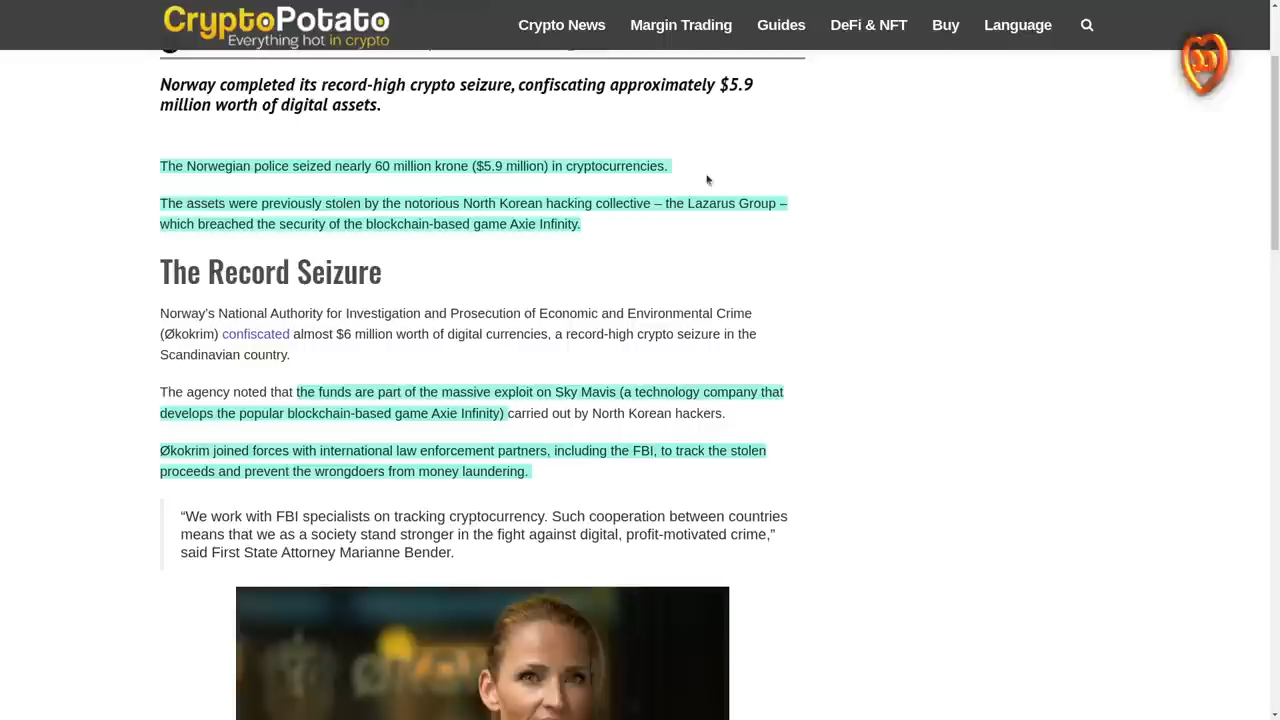 CryptoPotato
Everything hot in crypto
Crypto News Margin Trading Guides DeFi & NFT Buy Language
Norway completed its record-high crypto seizure, confiscating approximately $5.9
million worth of digital assets.
The Norwegian police seized nearly 60 million krone ($5.9 million) in cryptocurrencies.
The assets were previously stolen by the notorious North Korean hacking collective – the Lazarus Group –
which breached the security of the blockchain-based game Axie Infinity.
The Record Seizure
Norway's National Authority for Investigation and Prosecution of Economic and Environmental Crime
(Økokrim) confiscated almost $6 million worth of digital currencies, a record-high crypto seizure in the
Scandinavian country.
The agency noted that the funds are part of the massive exploit on Sky Mavis (a technology company that
develops the popular blockchain-based game Axie Infinity) carried out by North Korean hackers.
Økokrim joined forces with international law enforcement partners, including the FBI, to track the stolen
proceeds and prevent the wrongdoers from money laundering.
“We work with FBI specialists on tracking cryptocurrency. Such cooperation between countries
means that we as a society stand stronger in the fight against digital, profit-motivated crime,”
said First State Attorney Marianne Bender.